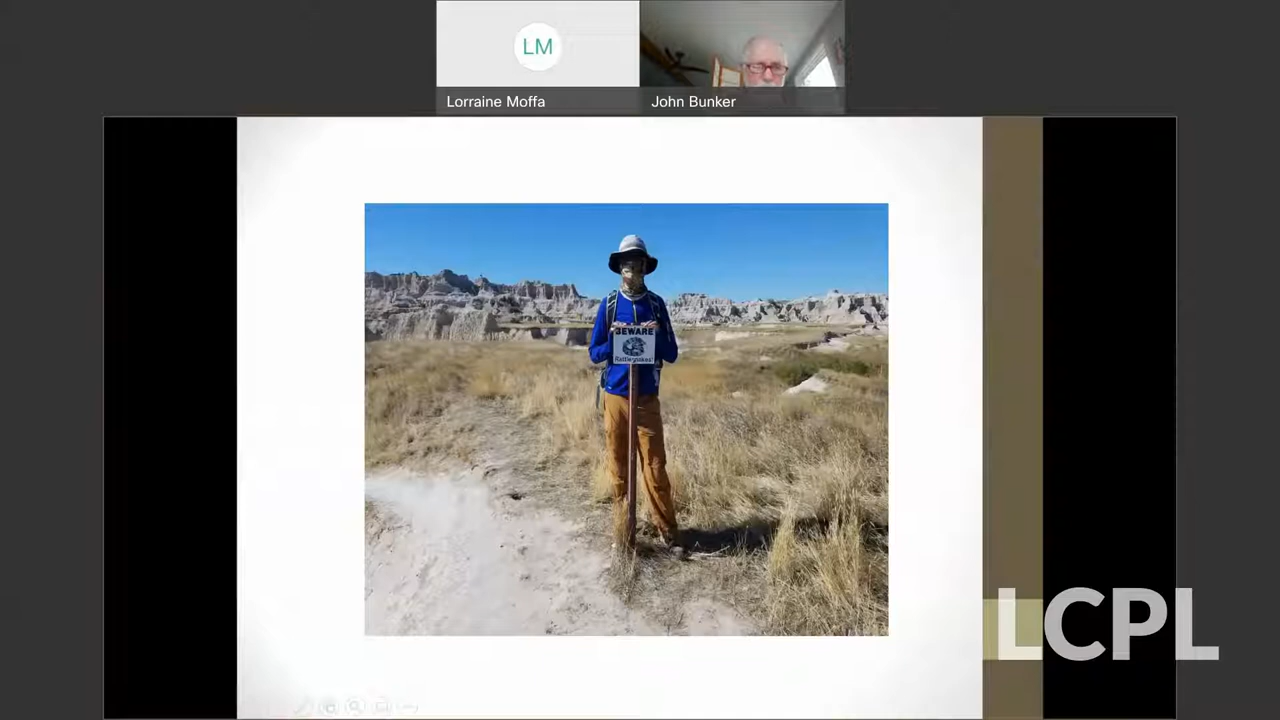 LM
Lorraine Moffa
John Bunker
BEWARE
Rattlesnakes!
LCPL